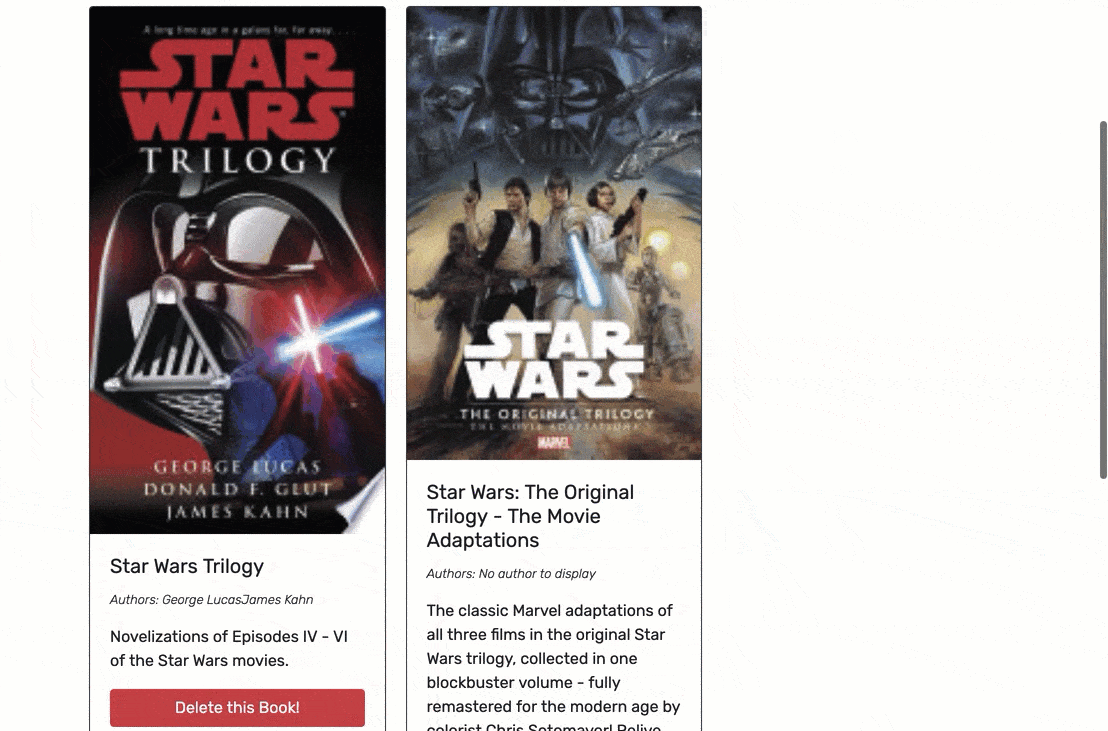 A long time ago in a galaxy far, far away....
STAR
WARS
TRILOGY
GEORGE LUCAS
DONALD F. GLUT
JAMES KAHN
Star Wars Trilogy
Authors: George LucasJames Kahn
Novelizations of Episodes IV - VI
of the Star Wars movies.
Delete this Book!
STAR
WARS
THE ORIGINAL TRILOGY
THE MOVIE ADAPTATIONS
MARVEL
Star Wars: The Original
Trilogy - The Movie
Adaptations
Authors: No author to display
The classic Marvel adaptations of
all three films in the original Star
Wars trilogy, collected in one
blockbuster volume - fully
remastered for the modern age by
colorist Chris Sotomayor! Relive